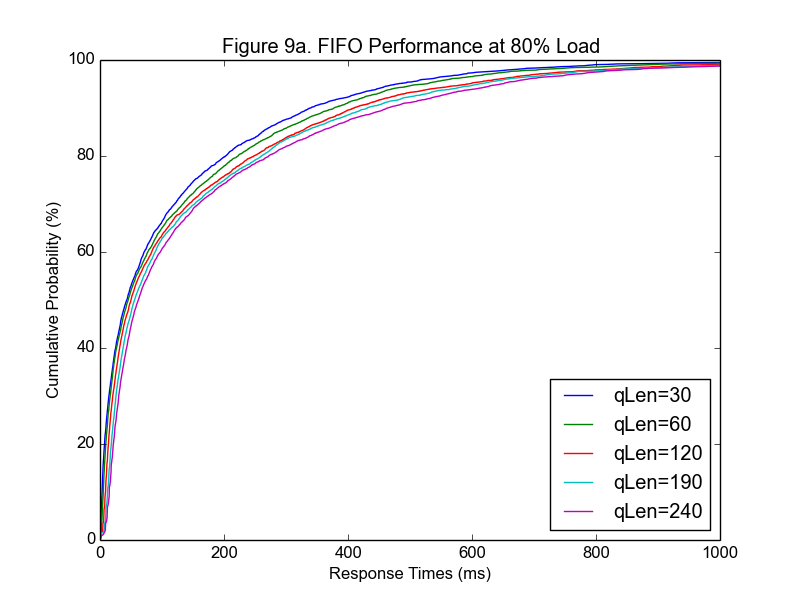 Figure 9a. FIFO Performance at 80% Load
100
80
60
40
20
0
Cumulative Probability (%)
0 200 400 600 800 1000
Response Times (ms)
qLen=30
qLen=60
qLen=120
qLen=190
qLen=240